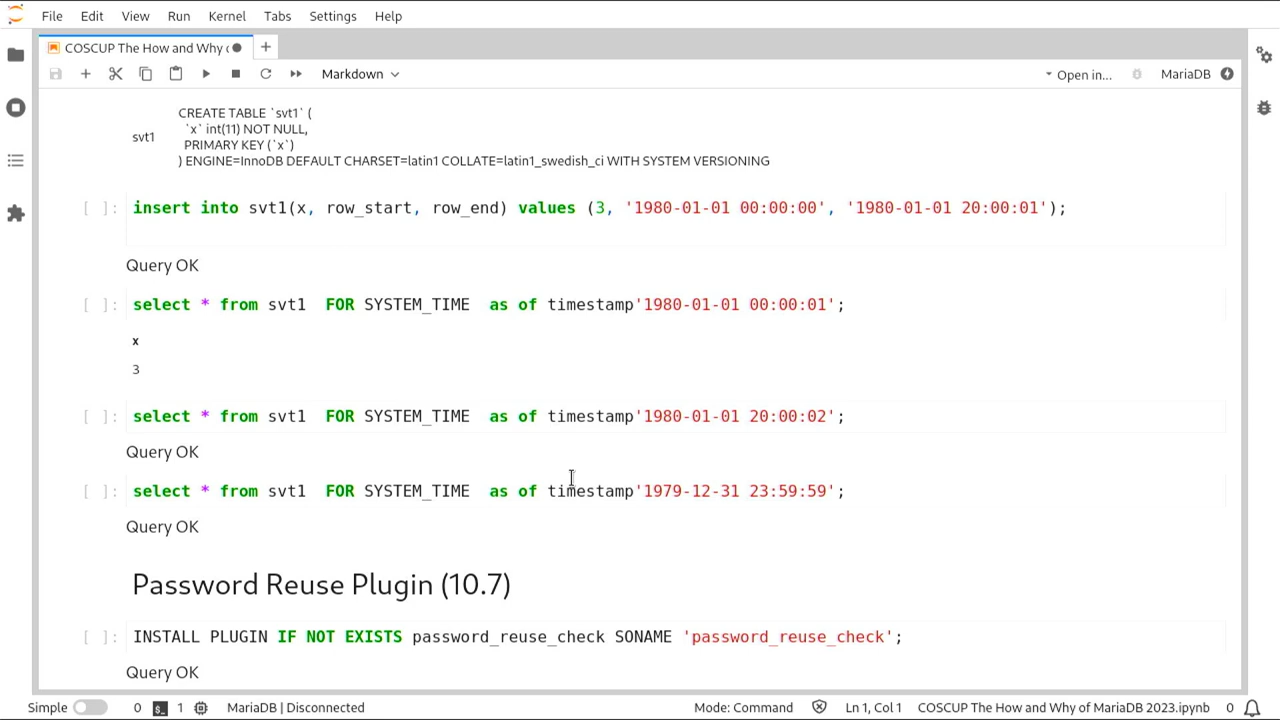 File Edit View Run Kernel Tabs Settings Help
COSCUP The How and Why
Markdown
Open in...
MariaDB
svt1
CREATE TABLE `svt1` (
`x` int(11) NOT NULL,
PRIMARY KEY (`x`)
) ENGINE=InnoDB DEFAULT CHARSET=latin1 COLLATE=latin1_swedish_ci WITH SYSTEM VERSIONING
[ ]: insert into svt1(x, row_start, row_end) values (3, '1980-01-01 00:00:00', '1980-01-01 20:00:01');
Query OK
[ ]: select * from svt1  FOR SYSTEM_TIME  as of timestamp'1980-01-01 00:00:01';
x
3
[ ]: select * from svt1  FOR SYSTEM_TIME  as of timestamp'1980-01-01 20:00:02';
Query OK
[ ]: select * from svt1  FOR SYSTEM_TIME  as of timestamp'1979-12-31 23:59:59';
Query OK
Password Reuse Plugin (10.7)
[ ]: INSTALL PLUGIN IF NOT EXISTS password_reuse_check SONAME 'password_reuse_check';
Query OK
Simple 0 1 MariaDB | Disconnected Mode: Command Ln 1, Col 1 COSCUP The How and Why of MariaDB 2023.ipynb 0